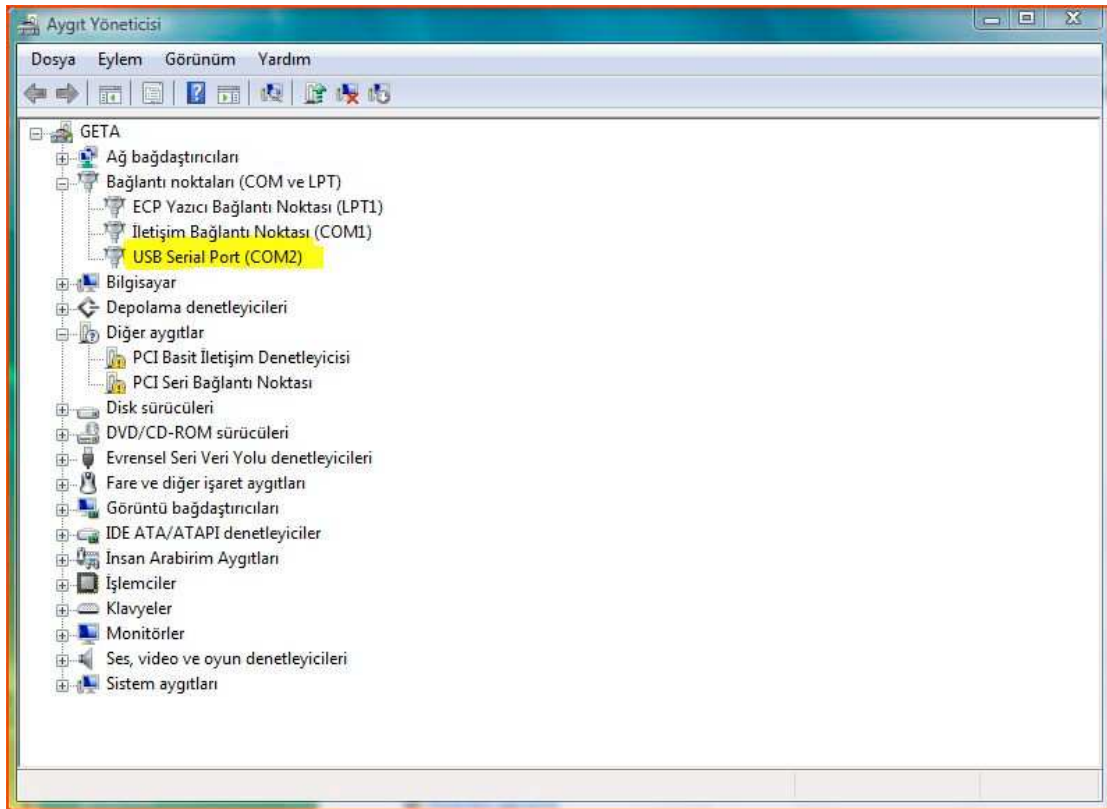 Aygıt Yöneticisi
Dosya Eylem Görünüm Yardım
GETA
Ağ bağdaştırıcıları
Bağlantı noktaları (COM ve LPT)
ECP Yazıcı Bağlantı Noktası (LPT1)
İletişim Bağlantı Noktası (COM1)
USB Serial Port (COM2)
Bilgisayar
Depolama denetleyicileri
Diğer aygıtlar
PCI Basit İletişim Denetleyicisi
PCI Seri Bağlantı Noktası
Disk sürücüleri
DVD/CD-ROM sürücüleri
Evrensel Seri Veri Yolu denetleyicileri
Fare ve diğer işaret aygıtları
Görüntü bağdaştırıcıları
IDE ATA/ATAPI denetleyiciler
İnsan Arabirim Aygıtları
İşlemciler
Klavyeler
Monitörler
Ses, video ve oyun denetleyicileri
Sistem aygıtları